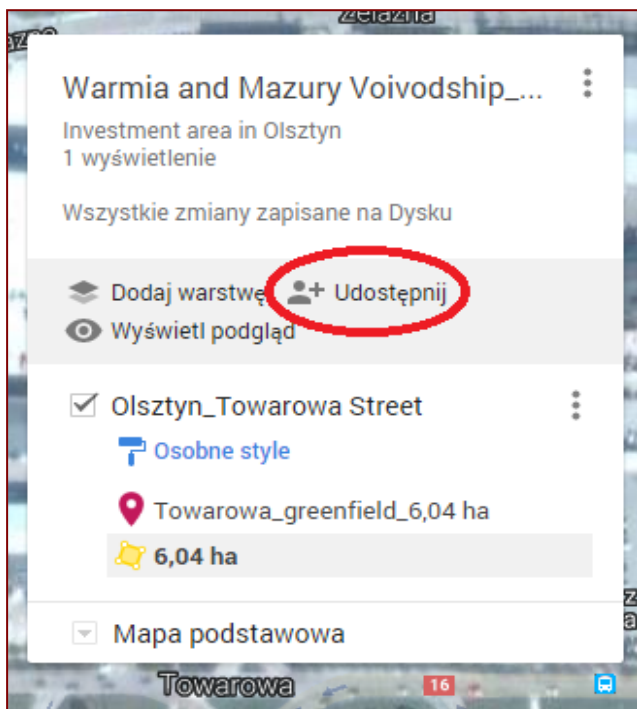 Żelazna
Warmia and Mazury Voivodship_...
Investment area in Olsztyn
1 wyświetlenie
Wszystkie zmiany zapisane na Dysku
Dodaj warstwę Udostępnij
Wyświetl podgląd
Olsztyn_Towarowa Street
Osobne style
Towarowa_greenfield_6,04 ha
6,04 ha
Mapa podstawowa
Towarowa 16